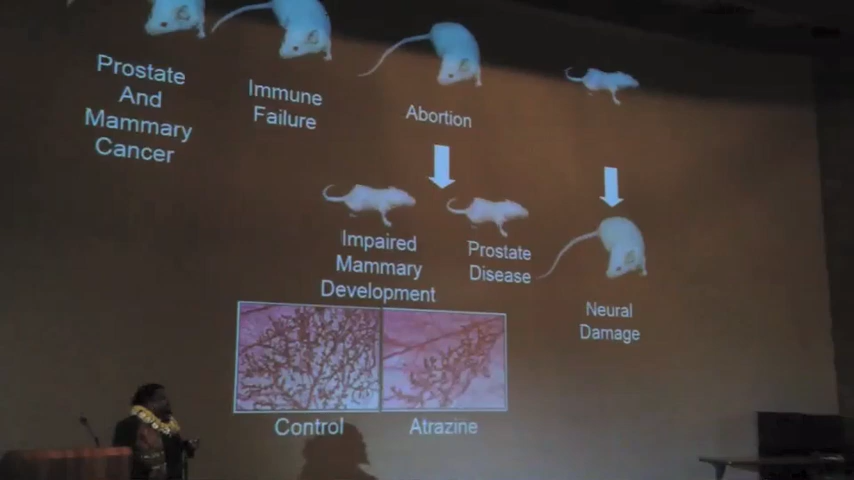 Prostate
And
Mammary
Cancer
Immune
Failure
Abortion
Impaired
Mammary
Development
Prostate
Disease
Neural
Damage
Control
Atrazine